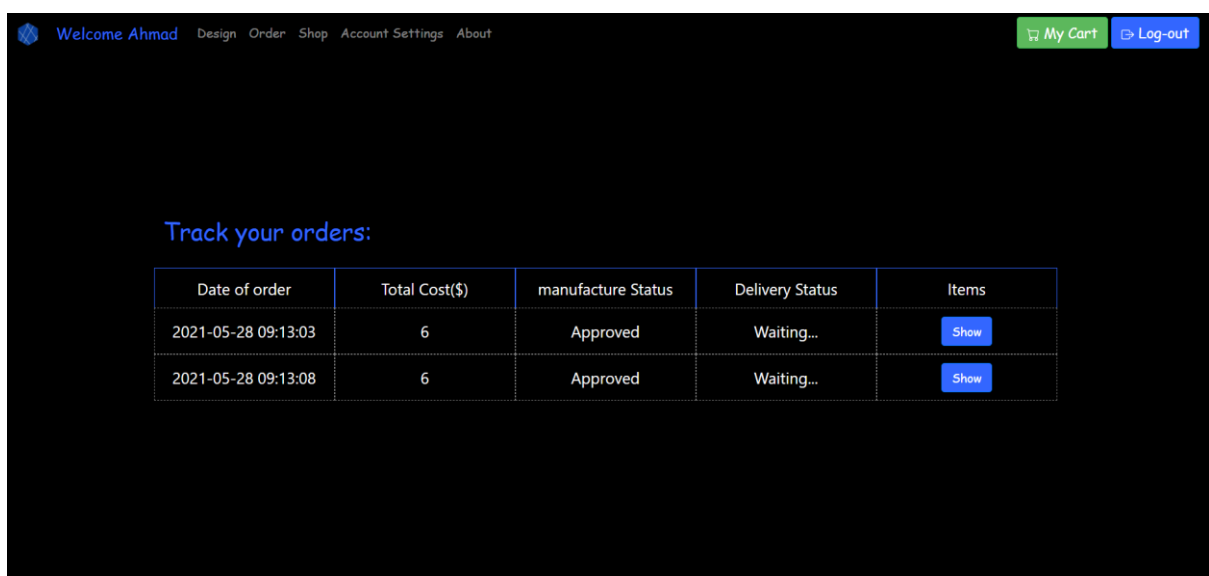 Welcome Ahmad Design Order Shop Account Settings About My Cart Log-out
Track your orders:
Date of order Total Cost($) manufacture Status Delivery Status Items
2021-05-28 09:13:03 6 Approved Waiting... Show
2021-05-28 09:13:08 6 Approved Waiting... Show